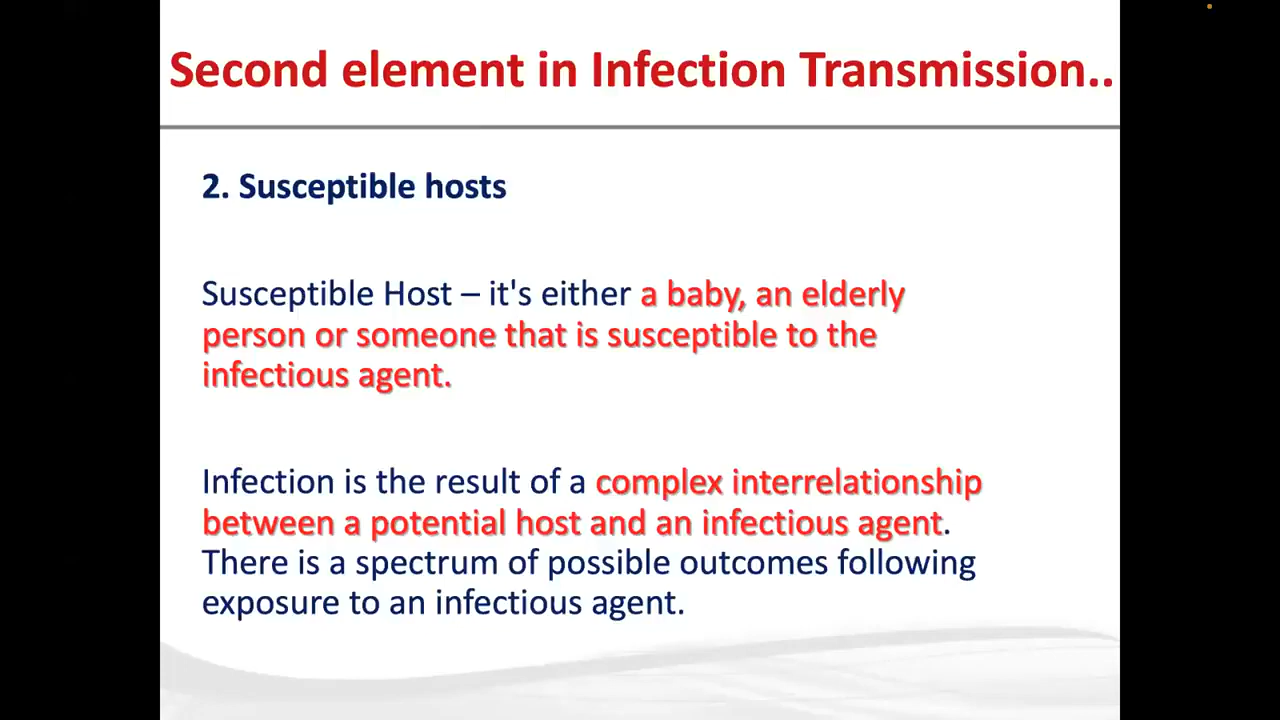 Second element in Infection Transmission..
2. Susceptible hosts
Susceptible Host – it's either a baby, an elderly
person or someone that is susceptible to the
infectious agent.
Infection is the result of a complex interrelationship
between a potential host and an infectious agent.
There is a spectrum of possible outcomes following
exposure to an infectious agent.